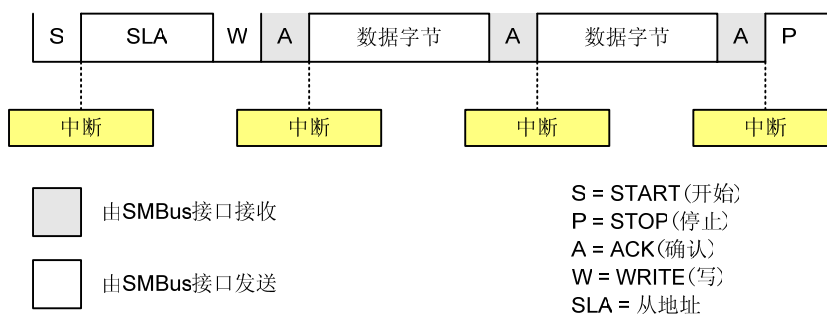 S SLA W A 数据字节 A 数据字节 A P
中断 中断 中断 中断
由SMBus接口接收
由SMBus接口发送
S = START(开始)
P = STOP(停止)
A = ACK(确认)
W = WRITE(写)
SLA = 从地址